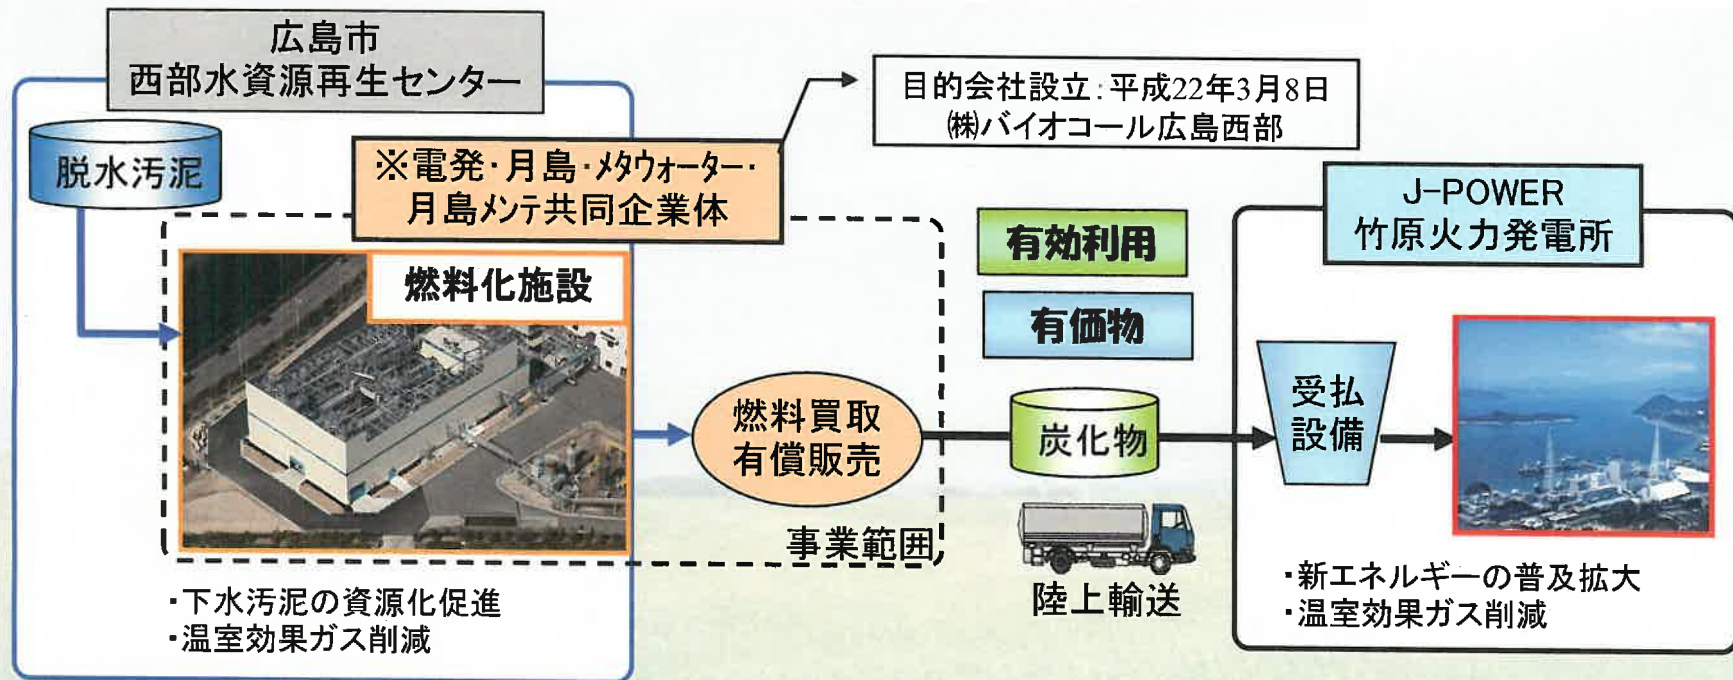 広島市
西部水資源再生センター
脱水汚泥
※電発・月島・メタウォーター・
月島メンテ共同企業体
目的会社設立:平成22年3月8日
㈱バイオコール広島西部
燃料化施設
燃料買取
有償販売
事業範囲
・下水汚泥の資源化促進
・温室効果ガス削減
有効利用
有価物
炭化物
陸上輸送
J-POWER
竹原火力発電所
受払
設備
・新エネルギーの普及拡大
・温室効果ガス削減